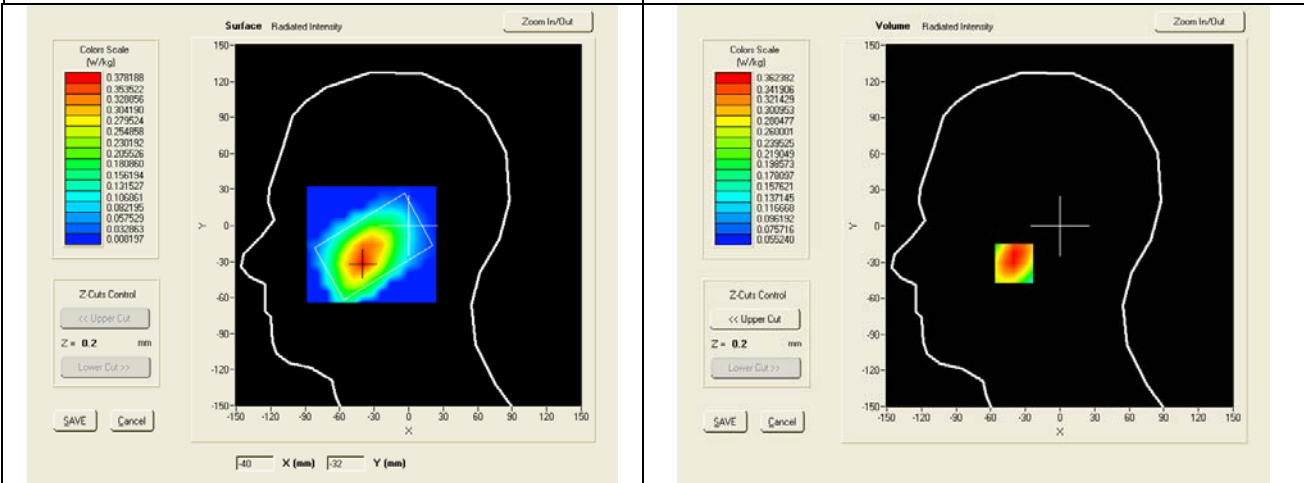 Surface Radiated Intensity
Zoom In/Out
Colors Scale
(W/kg)
0.378188
0.353522
0.328856
0.304190
0.279524
0.254858
0.230192
0.205526
0.180860
0.156194
0.131527
0.106861
0.082195
0.057529
0.032863
0.008197
Z-Cuts Control
<< Upper Cut
Z = 0.2 mm
Lower Cut >>
SAVE Cancel
150
120
90
60
30
0
-30
-60
-90
-120
-150
Y
-150 -120 -90 -60 -30 0 30 60 90 120 150
X
-40 X (mm) -32 Y (mm)
Volume Radiated Intensity
Zoom In/Out
Colors Scale
(W/kg)
0.362382
0.341906
0.321429
0.300953
0.280477
0.260001
0.239525
0.219049
0.198573
0.178097
0.157621
0.137145
0.116668
0.096192
0.075716
0.055240
Z-Cuts Control
<< Upper Cut
Z = 0.2 mm
Lower Cut >>
SAVE Cancel
150
120
90
60
30
0
-30
-60
-90
-120
-150
Y
-150 -120 -90 -60 -30 0 30 60 90 120 150
X